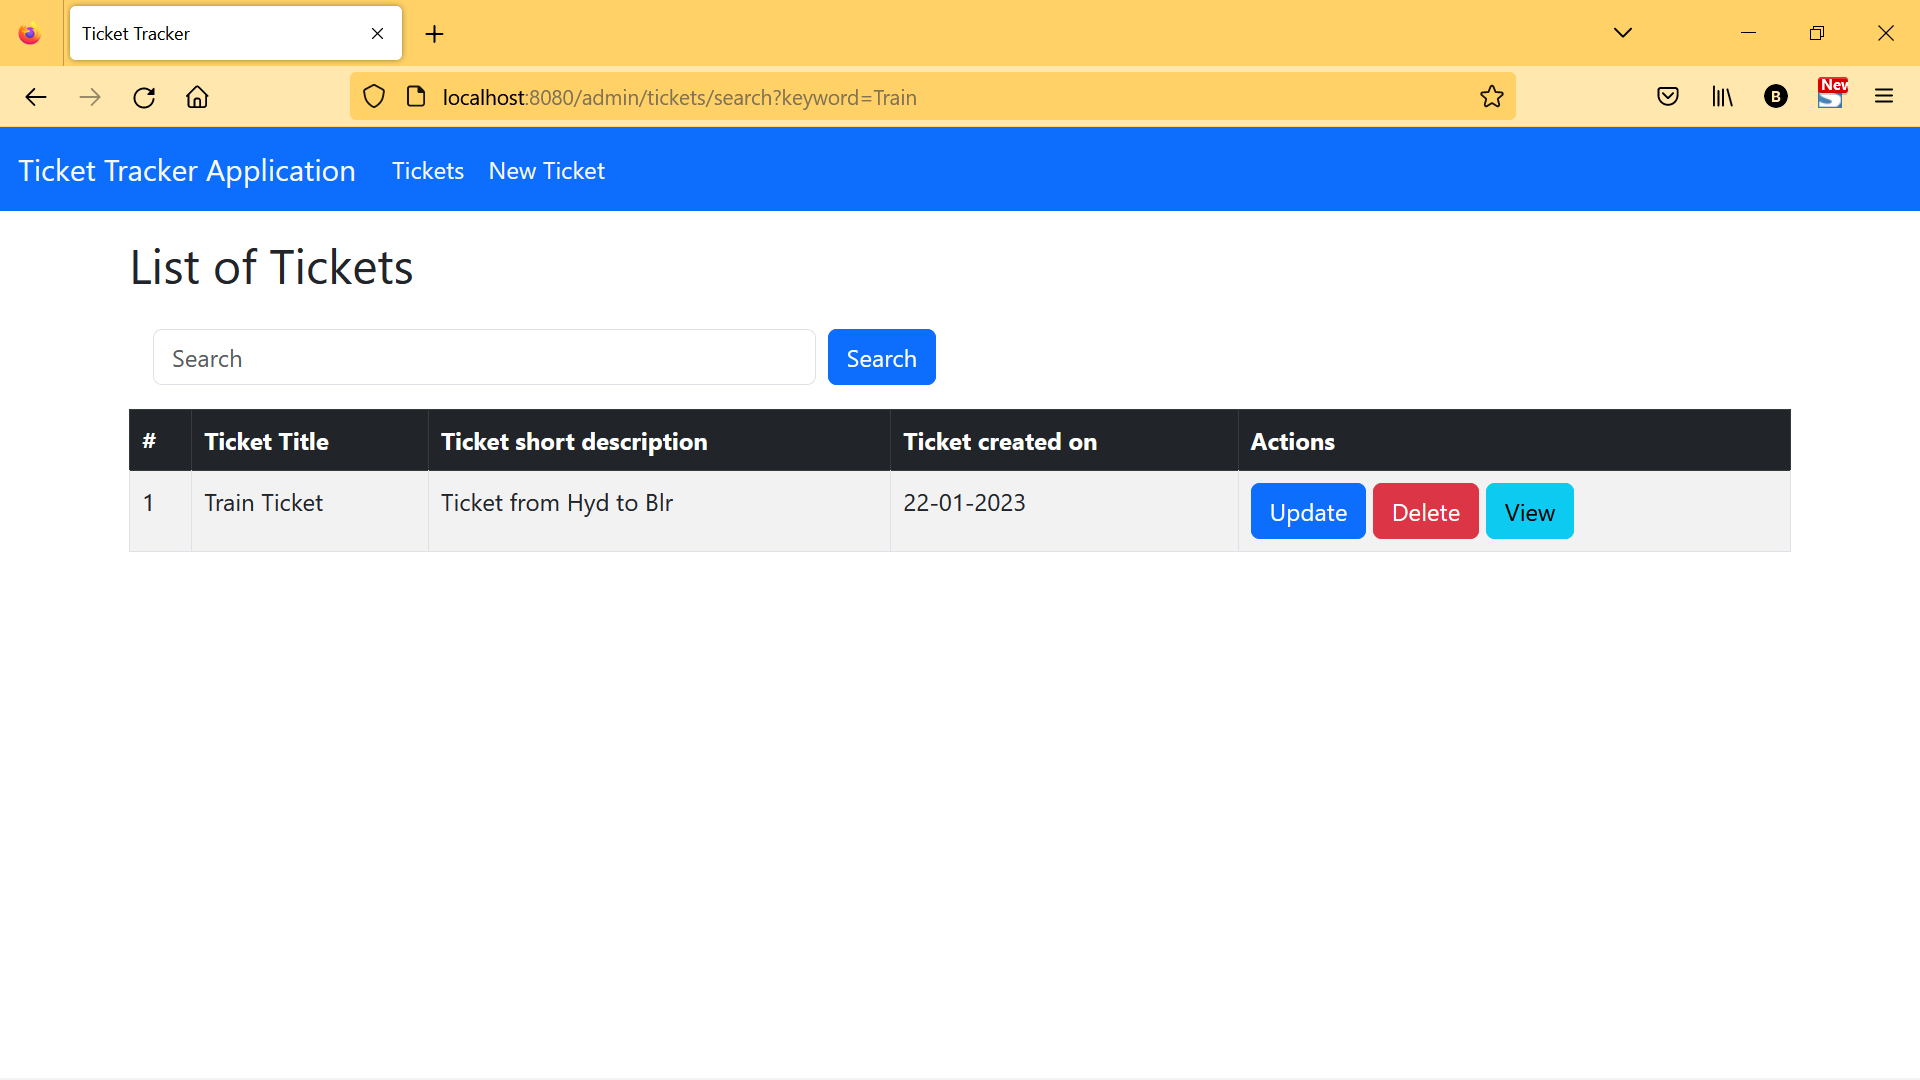 Ticket Tracker
localhost:8080/admin/tickets/search?keyword=Train
B
New
Ticket Tracker Application Tickets New Ticket
List of Tickets
Search Search
# Ticket Title Ticket short description Ticket created on Actions
1 Train Ticket Ticket from Hyd to Blr 22-01-2023 Update Delete View